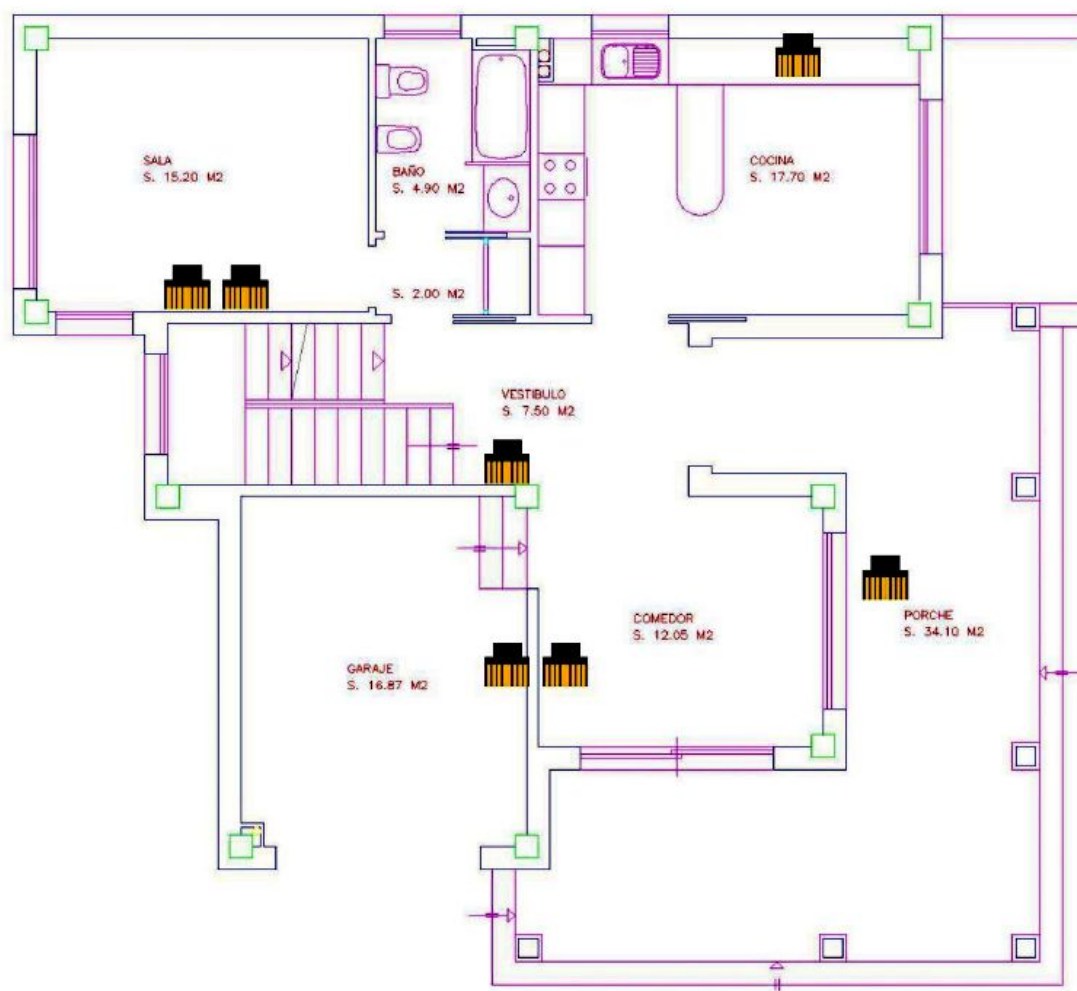 SALA
S. 15.20 M2
BAÑO
S. 4.90 M2
COCINA
S. 17.70 M2
S. 2.00 M2
VESTIBULO
S. 7.50 M2
COMEDOR
S. 12.05 M2
PORCHE
S. 34.10 M2
GARAJE
S. 16.87 M2